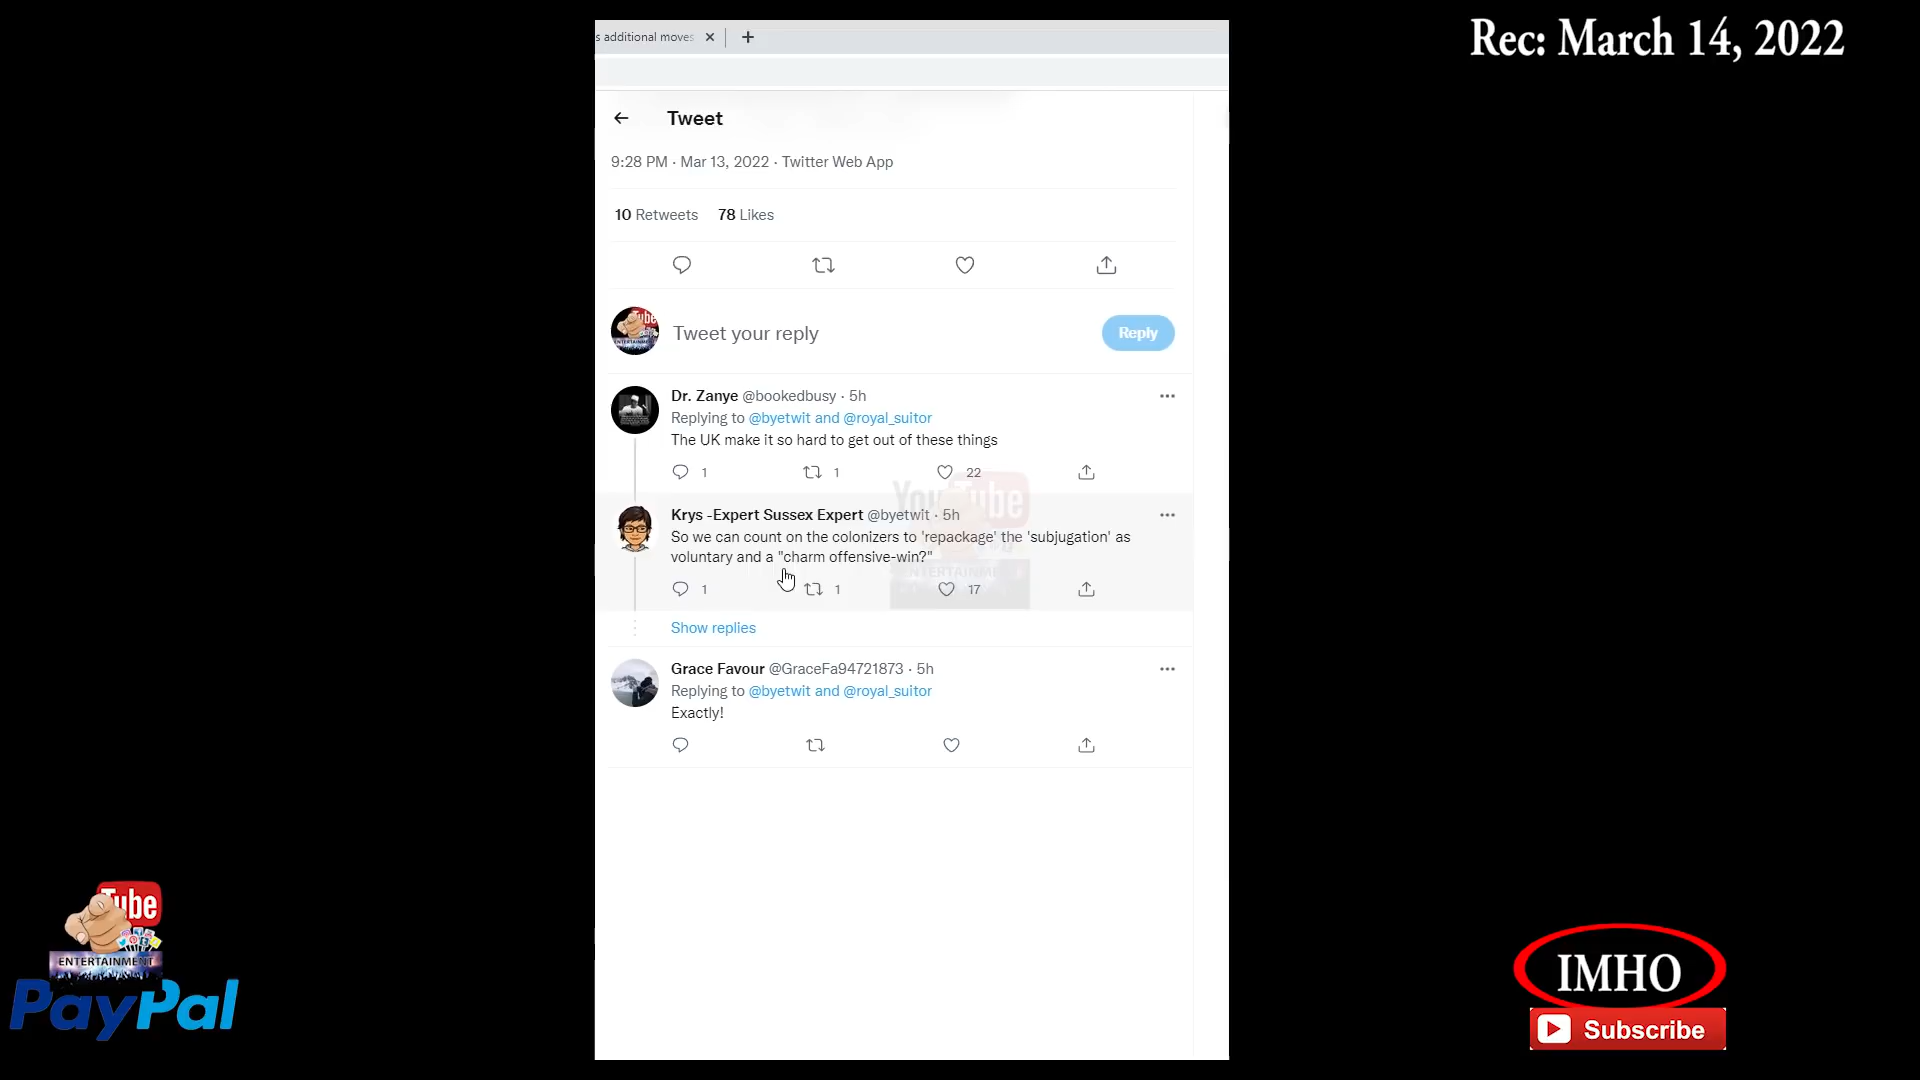 Rec: March 14, 2022
s additional moves
Tweet
9:28 PM · Mar 13, 2022 · Twitter Web App
10 Retweets 78 Likes
Tweet your reply
Reply
Dr. Zanye @bookedbusy · 5h
Replying to @byetwit and @royal_suitor
The UK make it so hard to get out of these things
1 1 22
Krys -Expert Sussex Expert @byetwit · 5h
So we can count on the colonizers to 'repackage' the 'subjugation' as
voluntary and a "charm offensive-win?"
1 1 17
Show replies
Grace Favour @GraceFa94721873 · 5h
Replying to @byetwit and @royal_suitor
Exactly!
YouTube
ENTERTAINMENT
Tube
ENTERTAINMENT
PayPal
IMHO
Subscribe